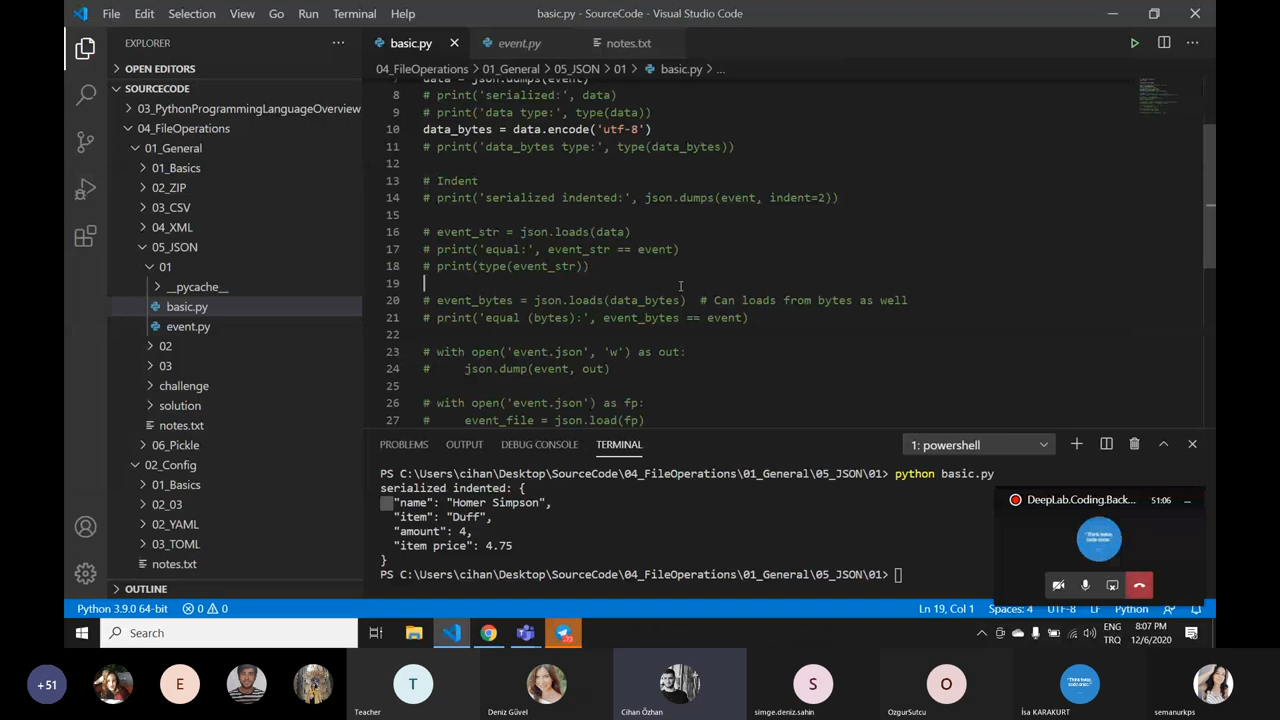 File Edit Selection View Go Run Terminal Help basic.py - SourceCode - Visual Studio Code
EXPLORER
OPEN EDITORS
SOURCECODE
03_PythonProgrammingLanguageOverview
04_FileOperations
01_General
01_Basics
02_ZIP
03_CSV
04_XML
05_JSON
01
__pycache__
basic.py
event.py
02
03
challenge
solution
notes.txt
06_Pickle
02_Config
01_Basics
02_03
02_YAML
03_TOML
notes.txt
OUTLINE
basic.py event.py notes.txt
04_FileOperations > 01_General > 05_JSON > 01 > basic.py > ...
data = json.dumps(event)
8 # print('serialized:', data)
9 # print('data type:', type(data))
10 data_bytes = data.encode('utf-8')
11 # print('data_bytes type:', type(data_bytes))
12
13 # Indent
14 # print('serialized indented:', json.dumps(event, indent=2))
15
16 # event_str = json.loads(data)
17 # print('equal:', event_str == event)
18 # print(type(event_str))
19
20 # event_bytes = json.loads(data_bytes) # Can loads from bytes as well
21 # print('equal (bytes):', event_bytes == event)
22
23 # with open('event.json', 'w') as out:
24 #     json.dump(event, out)
25
26 # with open('event.json') as fp:
27 #     event_file = json.load(fp)
PROBLEMS OUTPUT DEBUG CONSOLE TERMINAL 1: powershell
PS C:\Users\cihan\Desktop\SourceCode\04_FileOperations\01_General\05_JSON\01> python basic.py
serialized indented: {
"name": "Homer Simpson",
"item": "Duff",
"amount": 4,
"item price": 4.75
}
PS C:\Users\cihan\Desktop\SourceCode\04_FileOperations\01_General\05_JSON\01>
DeepLab.Coding.Back... 51:06 ...
Python 3.9.0 64-bit 0 0 Ln 19, Col 1 Spaces: 4 UTF-8 LF Python
Search
ENG
TRQ
8:07 PM
12/6/2020
+51
E
T
Teacher
Deniz Güvel
Cihan Özhan
S
simge.deniz.sahin
O
OzgurSutcu
İsa KARAKURT
semanurkps